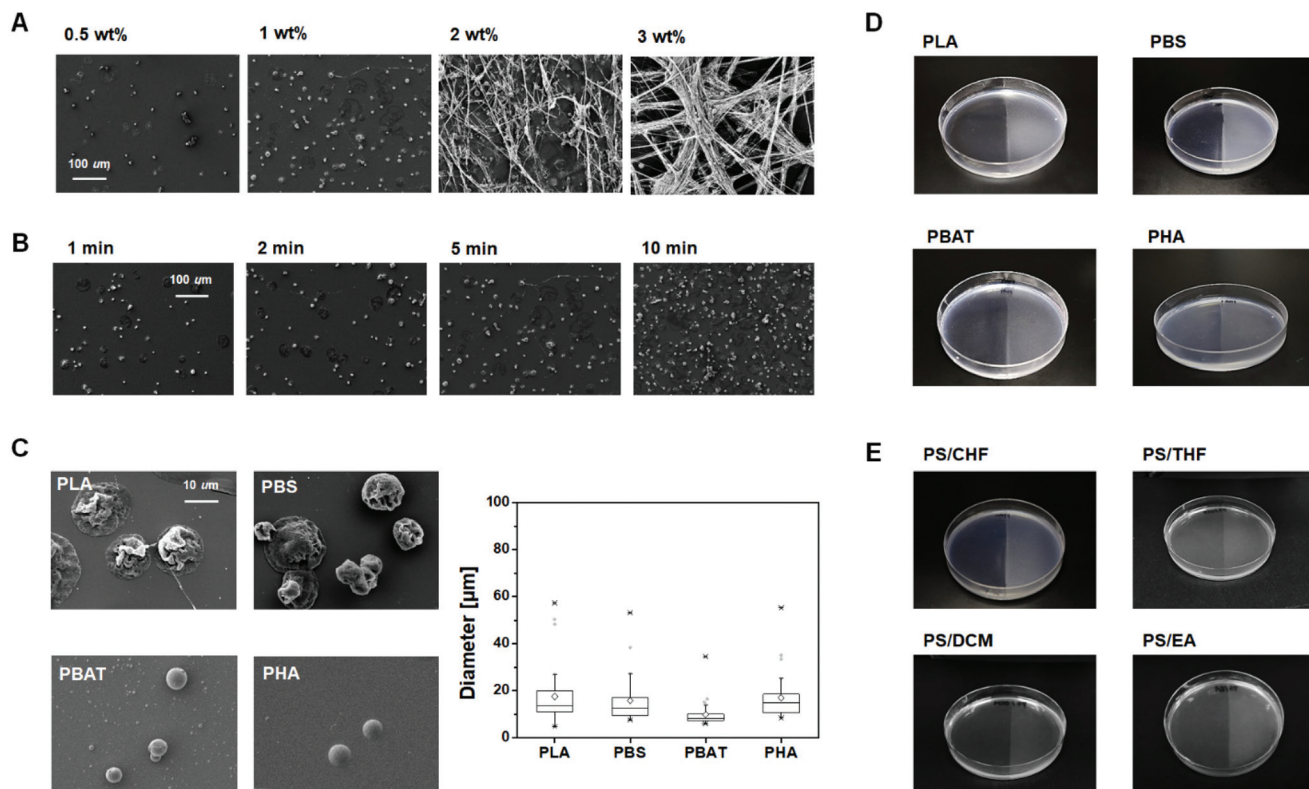 A
0.5 wt%
1 wt%
2 wt%
3 wt%
100 um
B
1 min
2 min
5 min
10 min
100 um
C
PLA
10 um
PBS
PBAT
PHA
Diameter [µm]
100
80
60
40
20
0
PLA
PBS
PBAT
PHA
D
PLA
PBS
PBAT
PHA
E
PS/CHF
PS/THF
PS/DCM
PS/EA